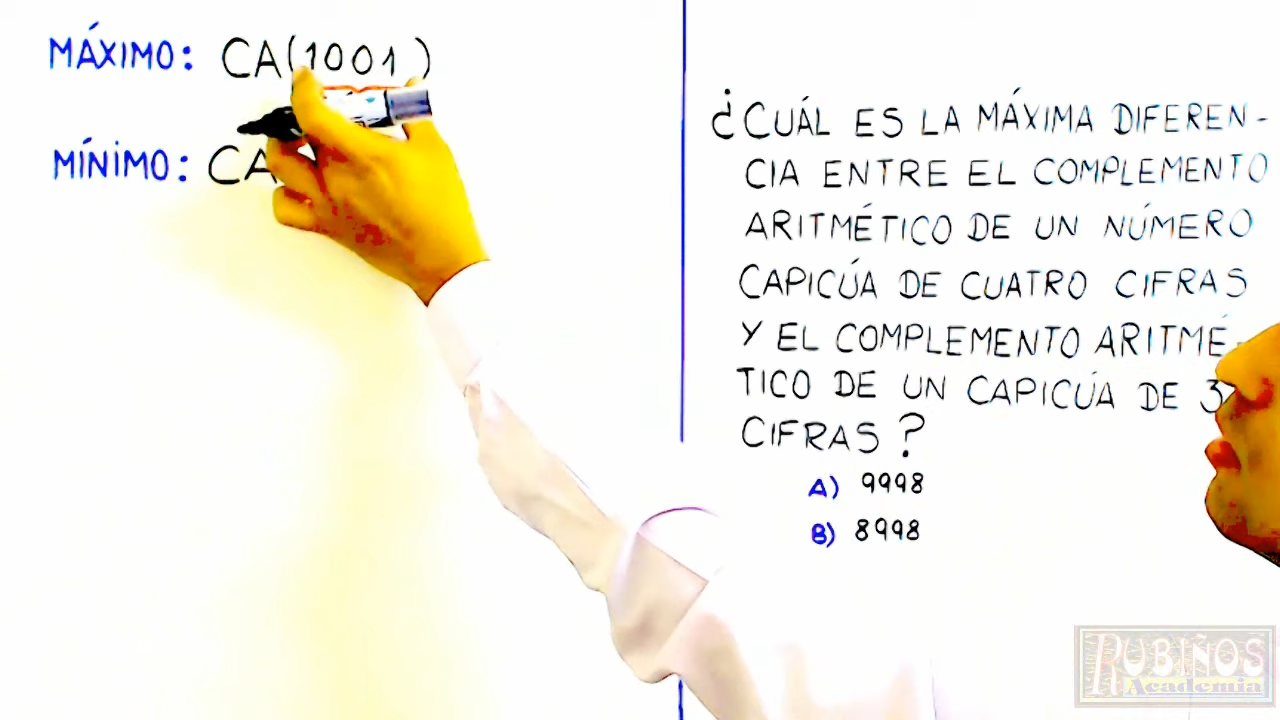 MÁXIMO: CA(1001)
MÍNIMO: CA
¿CUÁL ES LA MÁXIMA DIFEREN-
CIA ENTRE EL COMPLEMENTO
ARITMÉTICO DE UN NÚMERO
CAPICÚA DE CUATRO CIFRAS
Y EL COMPLEMENTO ARITMÉ-
TICO DE UN CAPICÚA DE 3
CIFRAS?
A) 9998
B) 8998
RUBIÑOS
Academia